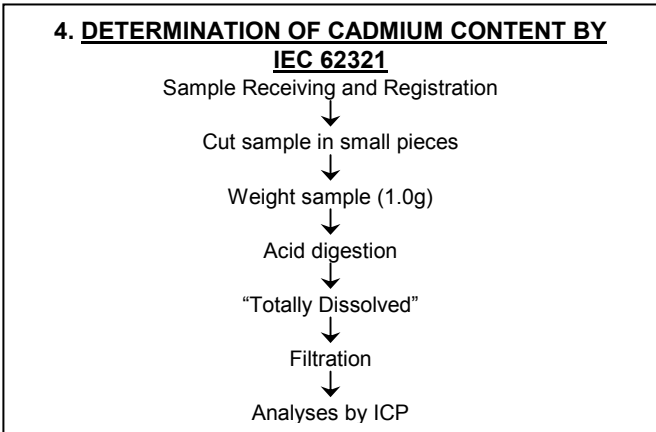 4. DETERMINATION OF CADMIUM CONTENT BY
IEC 62321
Sample Receiving and Registration
Cut sample in small pieces
Weight sample (1.0g)
Acid digestion
“Totally Dissolved”
Filtration
Analyses by ICP